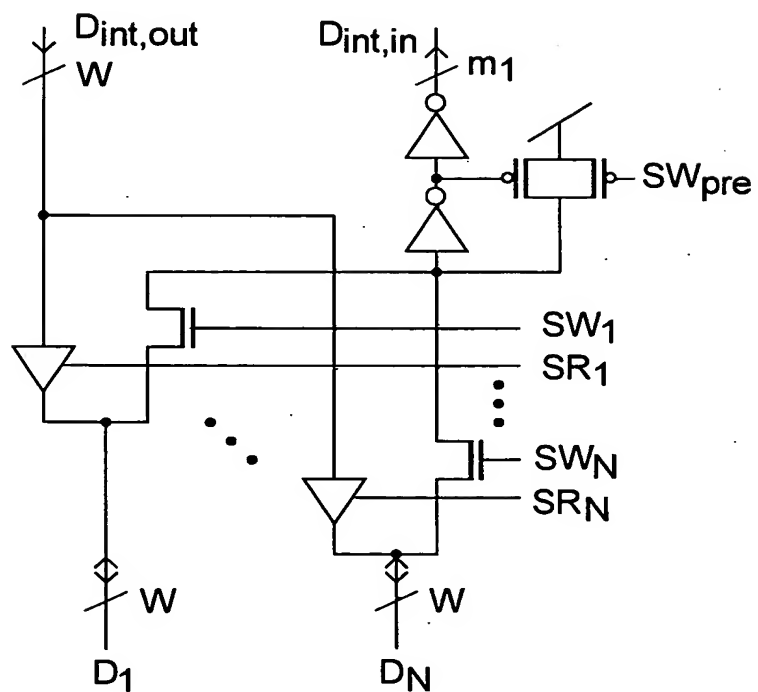 Dint,out
Dint,in
W
m1
SWpre
SW1
SR1
SWN
SRN
W
W
D1
DN